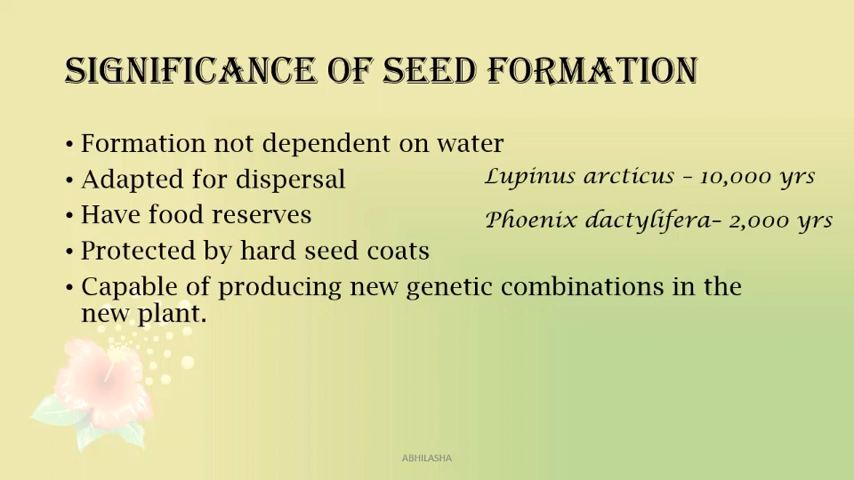 SIGNIFICANCE OF SEED FORMATION
• Formation not dependent on water
• Adapted for dispersal
• Have food reserves
• Protected by hard seed coats
• Capable of producing new genetic combinations in the
new plant.
Lupinus arcticus – 10,000 yrs
Phoenix dactylifera– 2,000 yrs
ABHILASHA